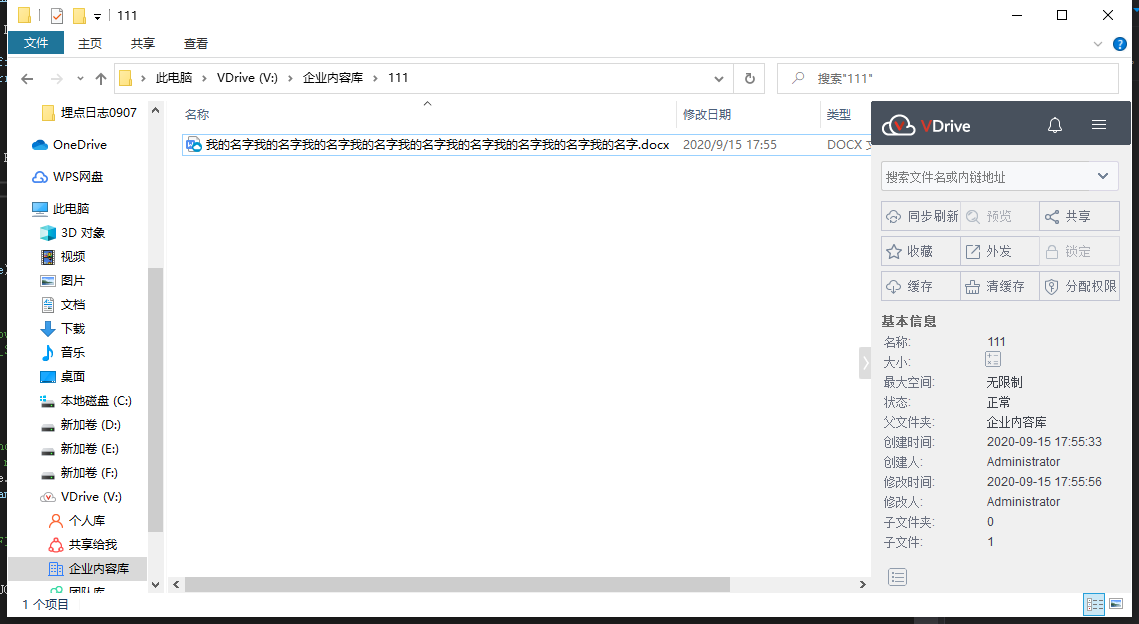 111
文件 主页 共享 查看
此电脑 VDrive (V:) 企业内容库 111
搜索"111"
埋点日志0907
OneDrive
WPS网盘
此电脑
3D 对象
视频
图片
文档
下载
音乐
桌面
本地磁盘 (C:)
新加卷 (D:)
新加卷 (E:)
新加卷 (F:)
VDrive (V:)
个人库
共享给我
企业内容库
团队库
名称 修改日期 类型
我的名字我的名字我的名字我的名字我的名字我的名字我的名字我的名字我的名字.docx 2020/9/15 17:55 DOCX
VDrive
搜索文件名或内链地址
同步刷新 预览 共享
收藏 外发 锁定
缓存 清缓存 分配权限
基本信息
名称: 111
大小:
最大空间: 无限制
状态: 正常
父文件夹: 企业内容库
创建时间: 2020-09-15 17:55:33
创建人: Administrator
修改时间: 2020-09-15 17:55:56
修改人: Administrator
子文件夹: 0
子文件: 1
1 个项目